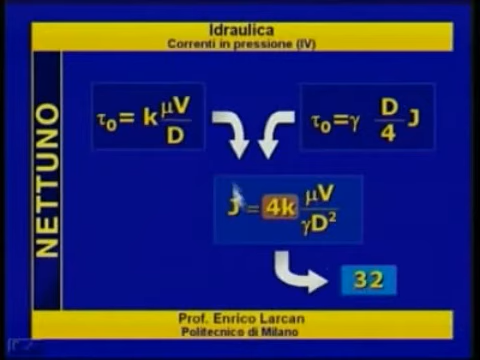 Idraulica
Correnti in pressione (IV)
NETTUNO
τ₀= k μV/D
τ₀=γ D/4 J
J = 4k μV/γD²
32
Prof. Enrico Larcan
Politecnico di Milano